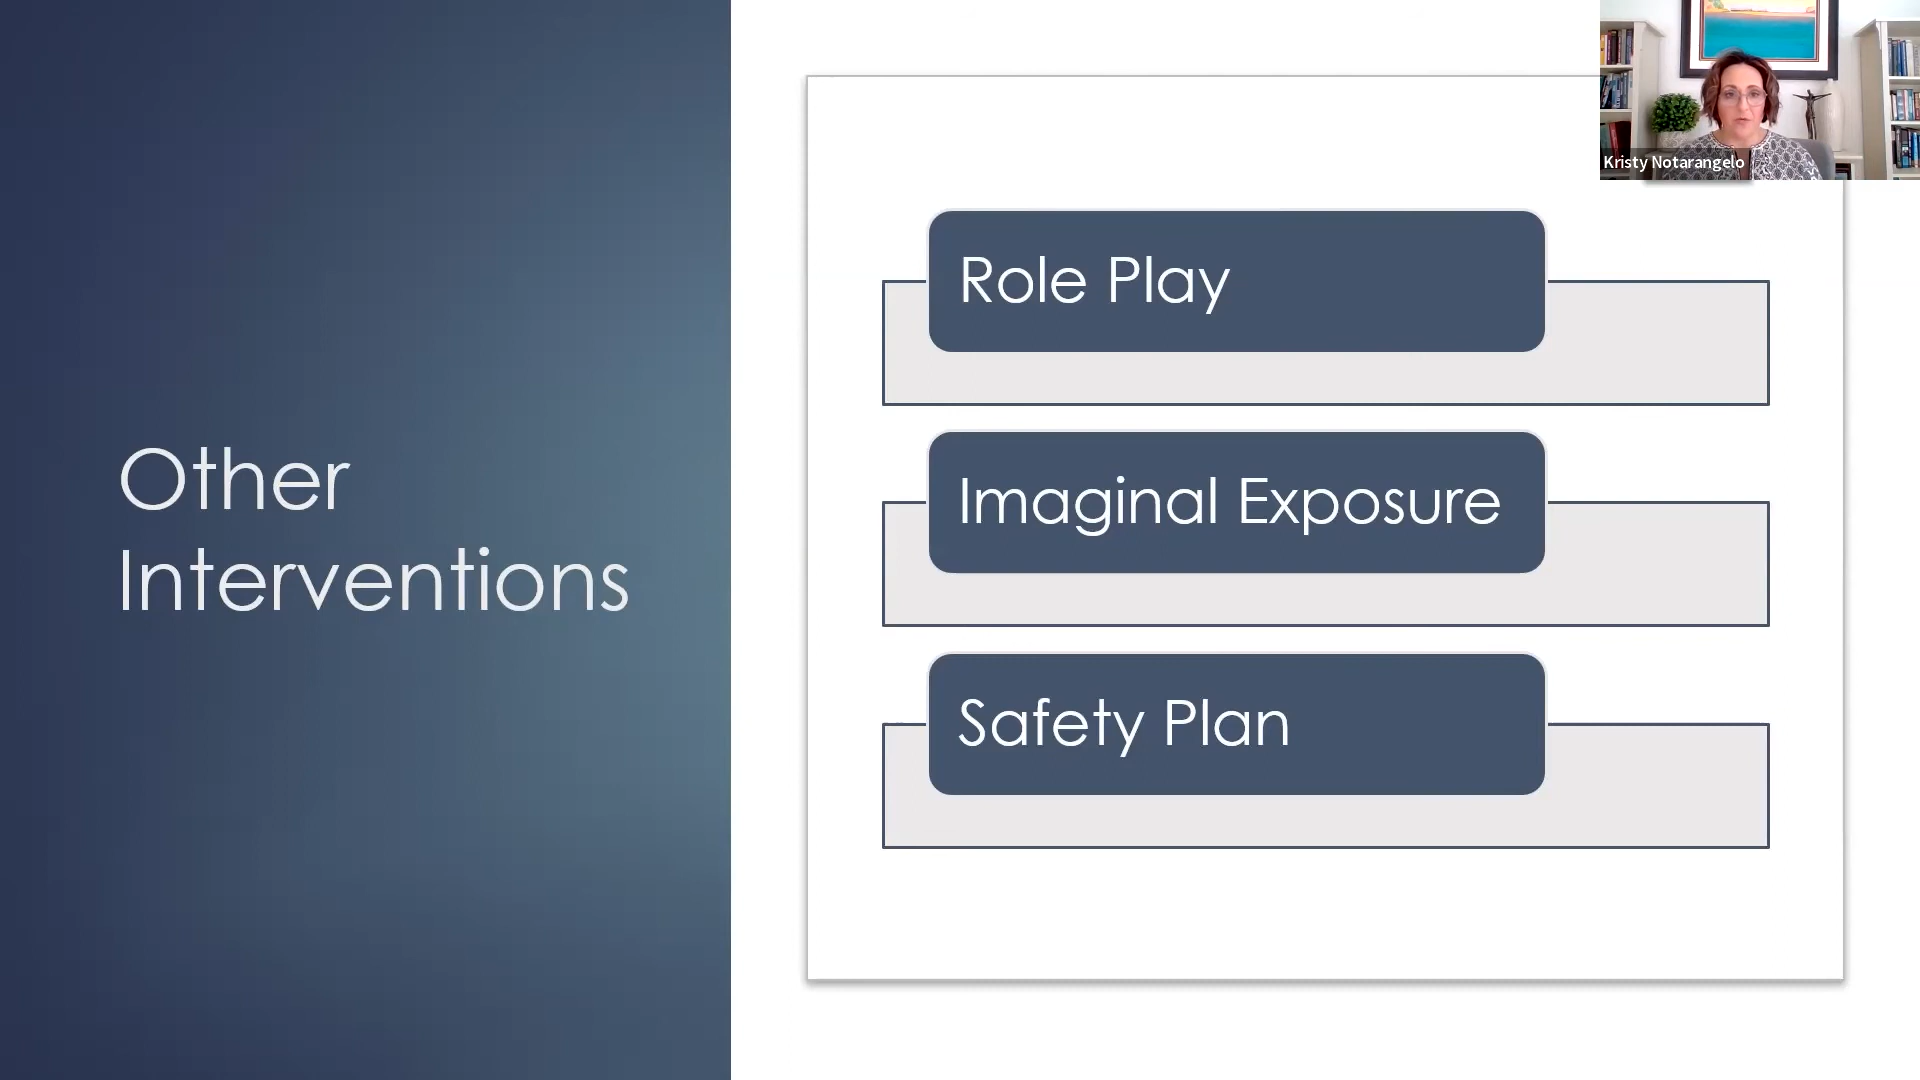 Other
Interventions
Role Play
Imaginal Exposure
Safety Plan
Kristy Notarangelo